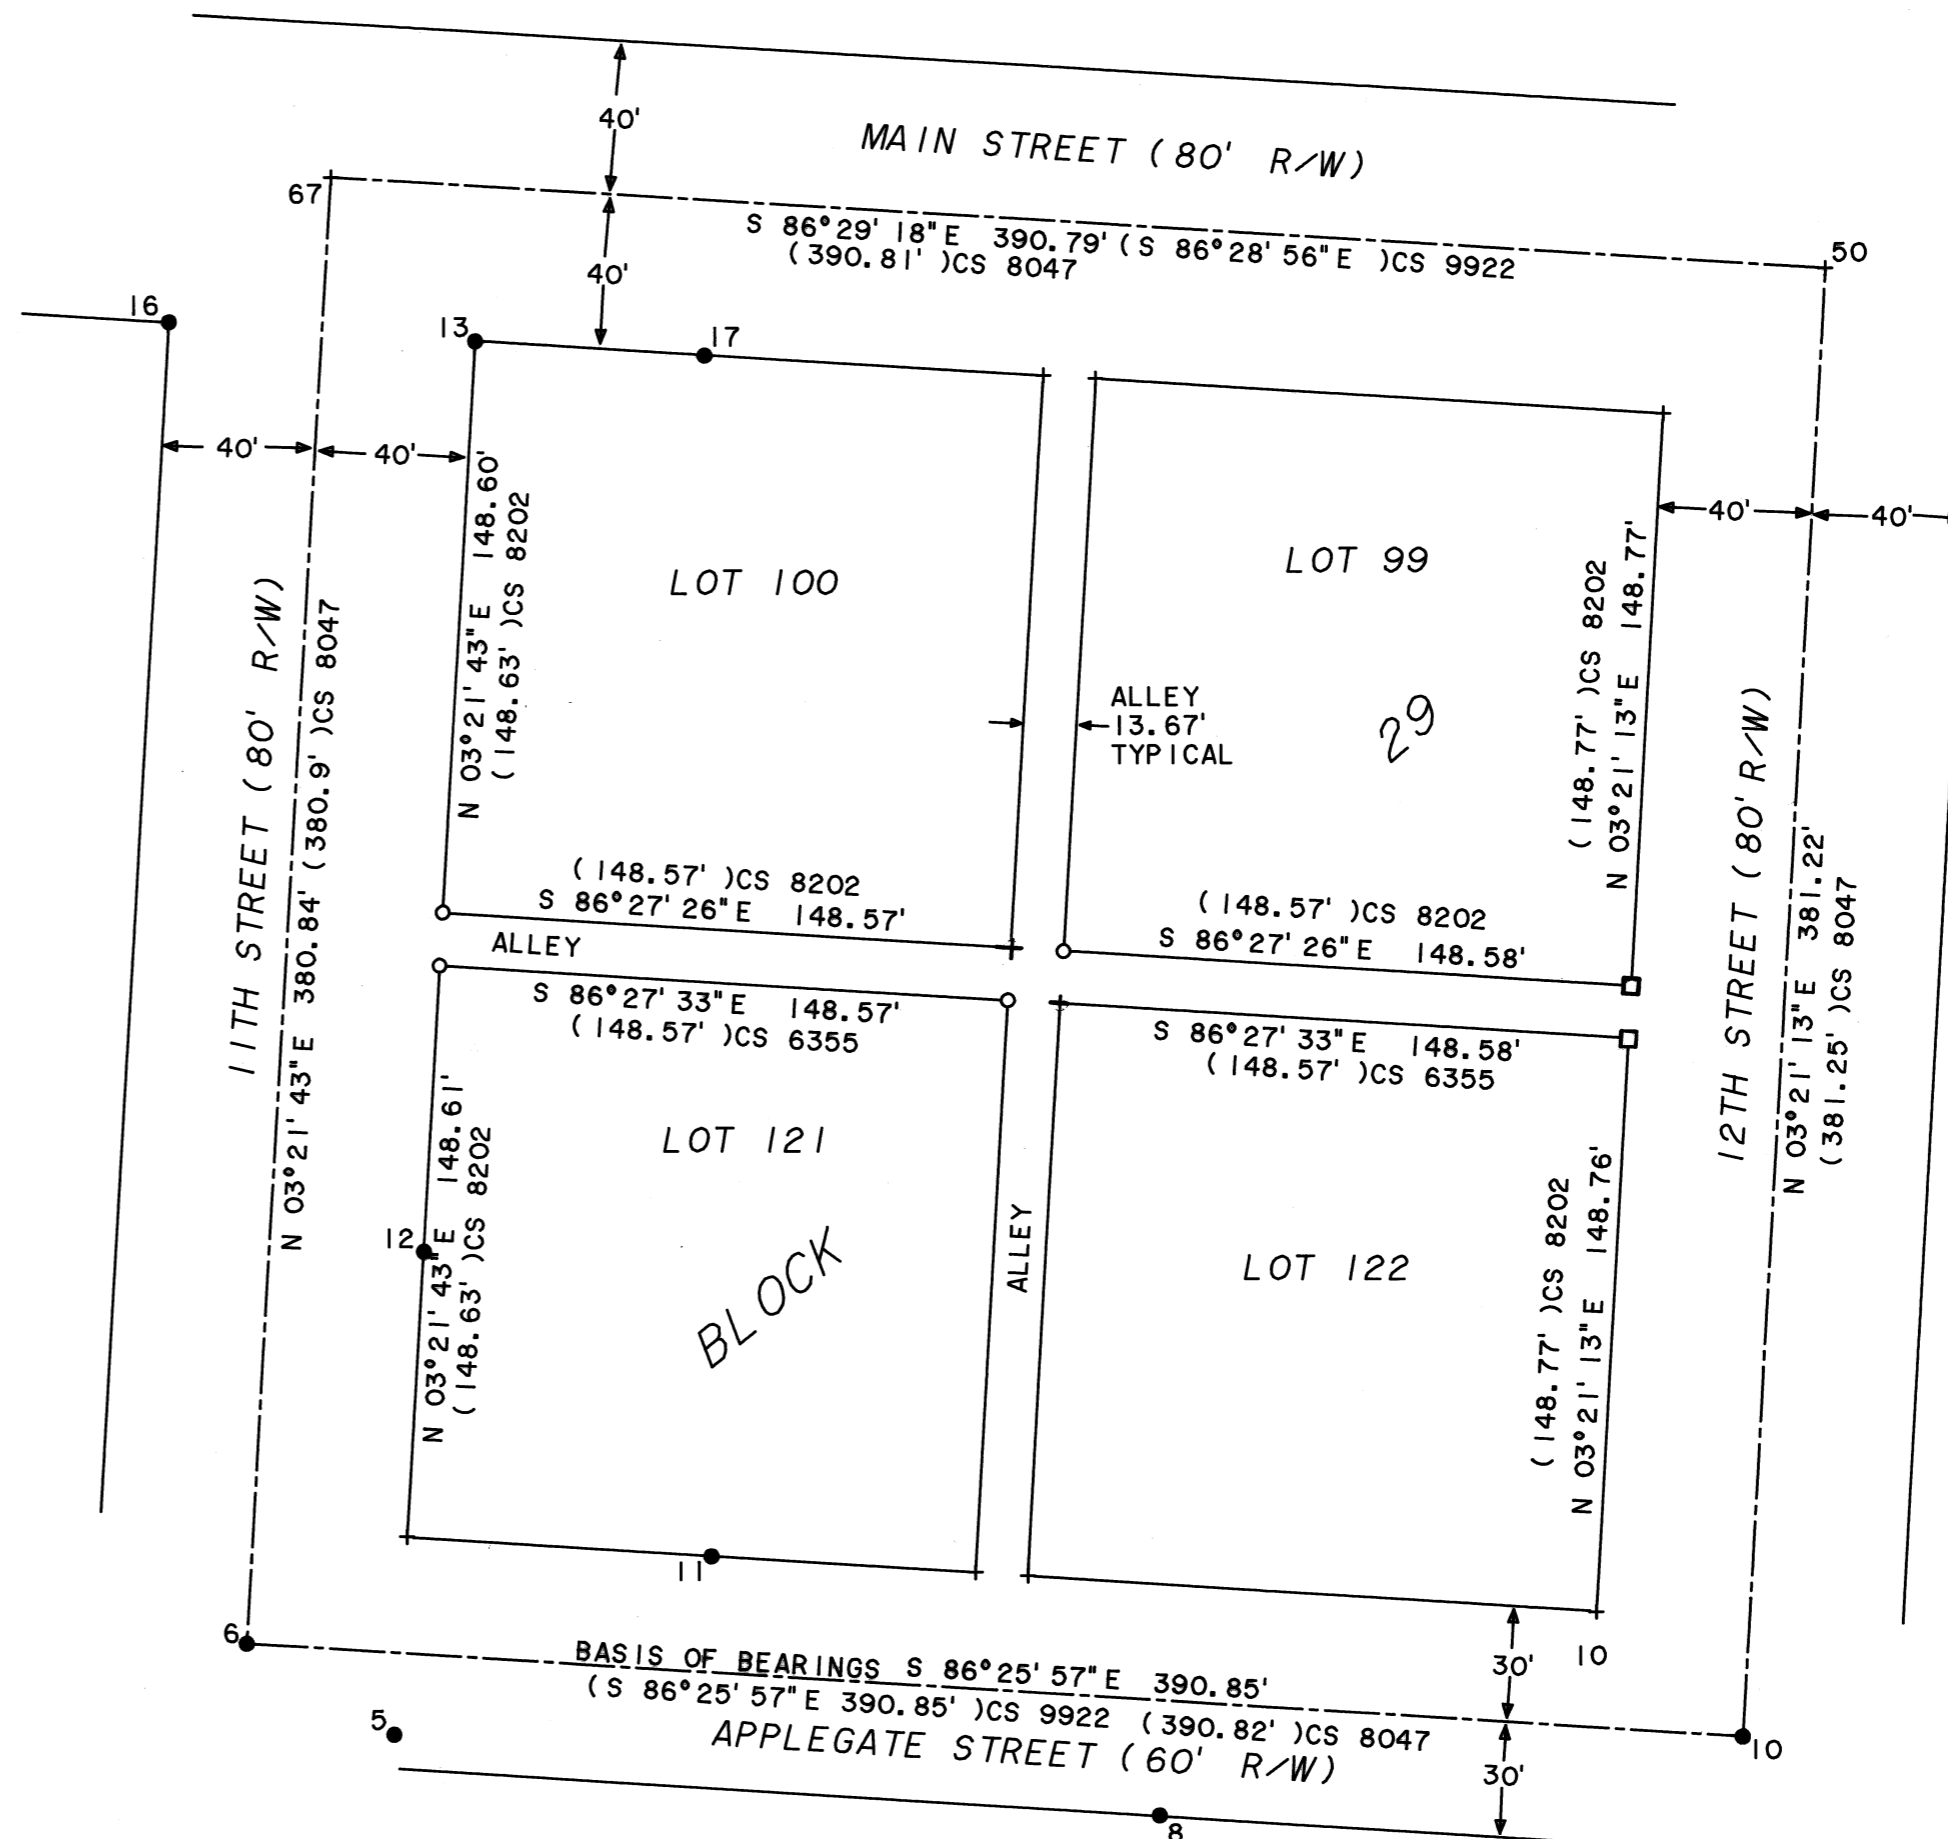 40'
MAIN STREET (80' R/W)
67
S 86°29'18"E 390.79' (S 86°28'56"E )CS 9922
(390.81' )CS 8047
50
40'
16
13
17
40'
40'
40'
40'
N 03°21'43"E 148.60'
(148.63' )CS 8202
LOT 100
LOT 99
(148.77' )CS 8202
N 03°21'13"E 148.77'
11TH STREET (80' R/W)
N 03°21'43"E 380.84' (380.9' )CS 8047
ALLEY
13.67'
TYPICAL
29
12TH STREET (80' R/W)
N 03°21'13"E 381.22'
(381.25' )CS 8047
(148.57' )CS 8202
S 86°27'26"E 148.57'
(148.57' )CS 8202
S 86°27'26"E 148.58'
ALLEY
S 86°27'33"E 148.57'
(148.57' )CS 6355
S 86°27'33"E 148.58'
(148.57' )CS 6355
N 03°21'43"E 148.61'
(148.63' )CS 8202
LOT 121
12
BLOCK
ALLEY
LOT 122
(148.77' )CS 8202
N 03°21'13"E 148.76'
11
6
BASIS OF BEARINGS S 86°25'57"E 390.85'
(S 86°25'57"E 390.85' )CS 9922 (390.82' )CS 8047
30'
10
5
APPLEGATE STREET (60' R/W)
30'
10
8